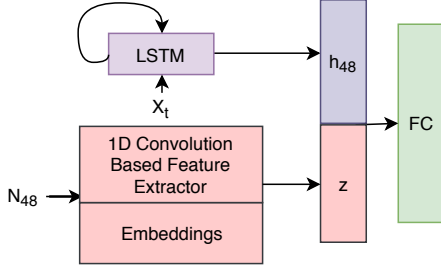 LSTM
h48
X_t
FC
1D Convolution
Based Feature
Extractor
z
N48
Embeddings